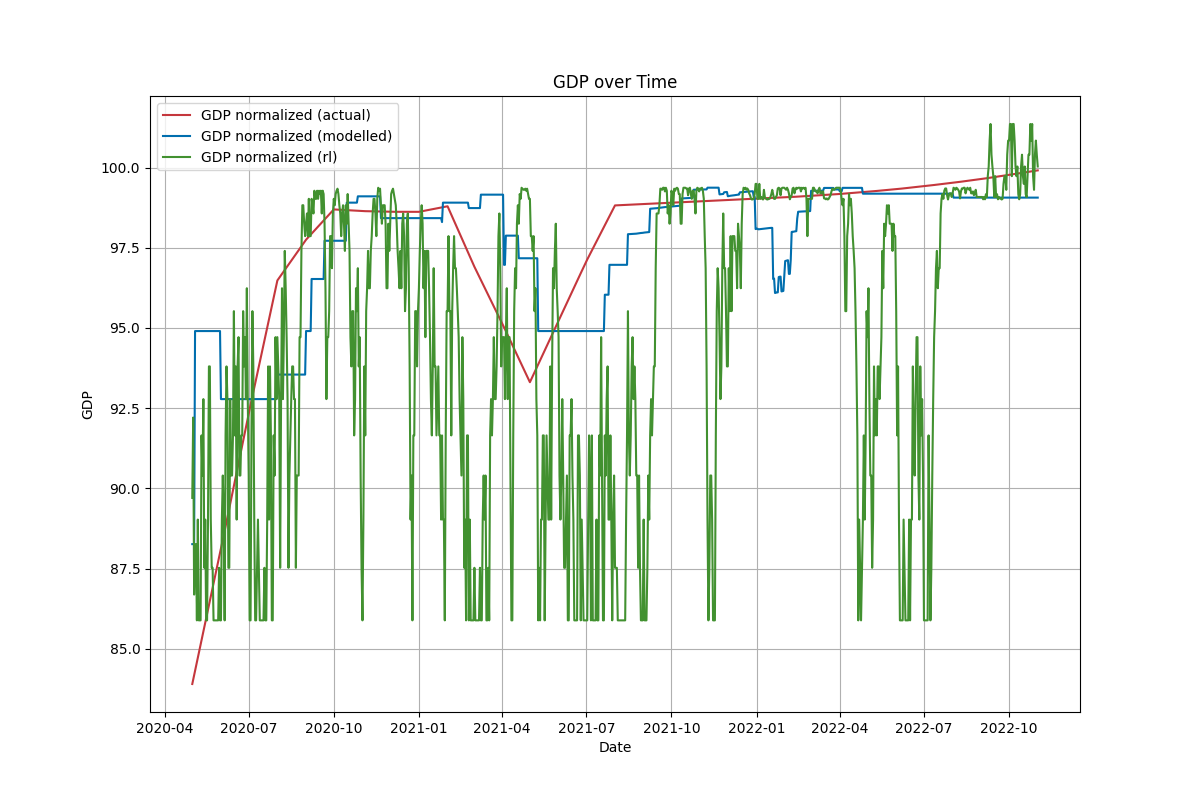 GDP over Time
GDP normalized (actual)
GDP normalized (modelled)
GDP normalized (rl)
100.0
97.5
95.0
92.5
90.0
87.5
85.0
GDP
2020-04 2020-07 2020-10 2021-01 2021-04 2021-07 2021-10 2022-01 2022-04 2022-07 2022-10
Date